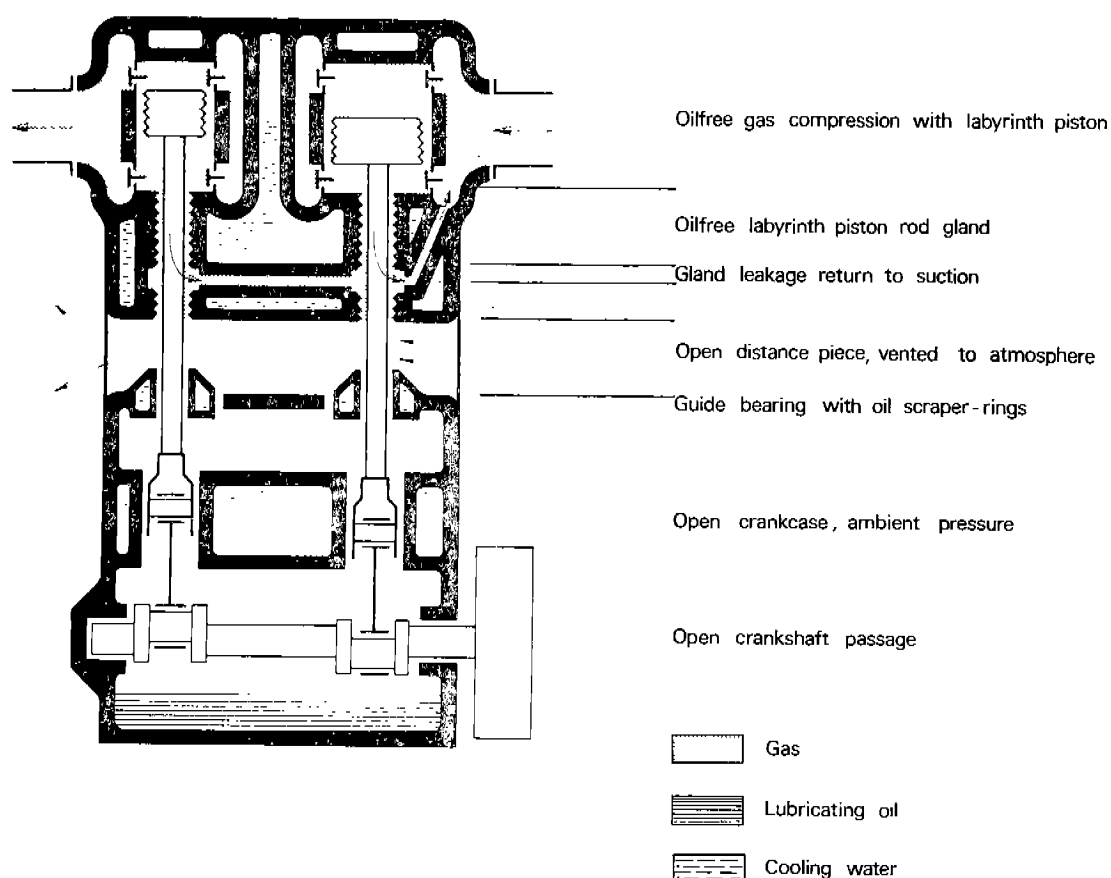 Oilfree gas compression with labyrinth piston
Oilfree labyrinth piston rod gland
Gland leakage return to suction
Open distance piece, vented to atmosphere
Guide bearing with oil scraper-rings
Open crankcase, ambient pressure
Open crankshaft passage
Gas
Lubricating oil
Cooling water